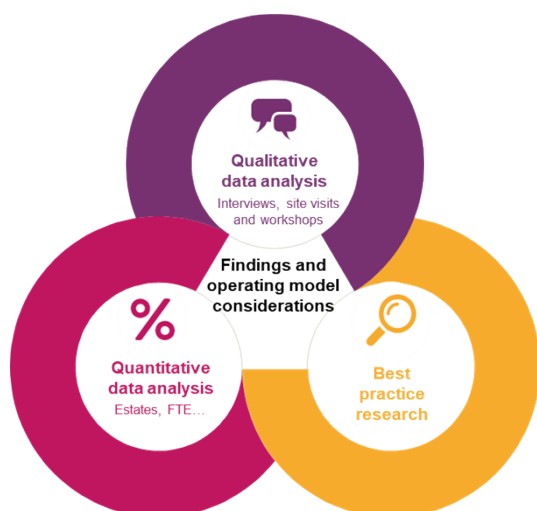 Qualitative
data analysis
Interviews, site visits
and workshops
Findings and
operating model
considerations
%
Quantitative
data analysis
Estates, FTE...
Best
practice
research